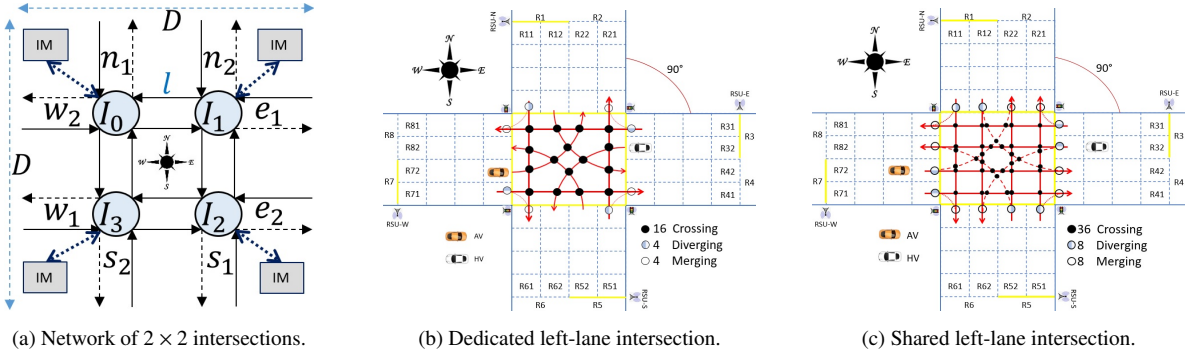 D
IM
IM
n1
n2
l
w2
I0
I1
e1
N
W
E
S
D
w1
I3
I2
e2
s2
s1
IM
IM
(a) Network of 2 × 2 intersections.
RSU-N
R1
R2
R11
R12
R22
R21
N
W
E
S
90°
RSU-E
R8
R81
R82
R72
R71
R7
RSU-W
R31
R32
R42
R41
R3
R4
AV
HV
16 Crossing
4 Diverging
4 Merging
R61
R62
R52
R51
R6
R5
RSU-S
(b) Dedicated left-lane intersection.
RSU-N
R1
R2
R11
R12
R22
R21
N
W
E
S
90°
RSU-E
R8
R81
R82
R72
R71
R7
RSU-W
R31
R32
R42
R41
R3
R4
AV
HV
36 Crossing
8 Diverging
8 Merging
R61
R62
R52
R51
R6
R5
RSU-S
(c) Shared left-lane intersection.